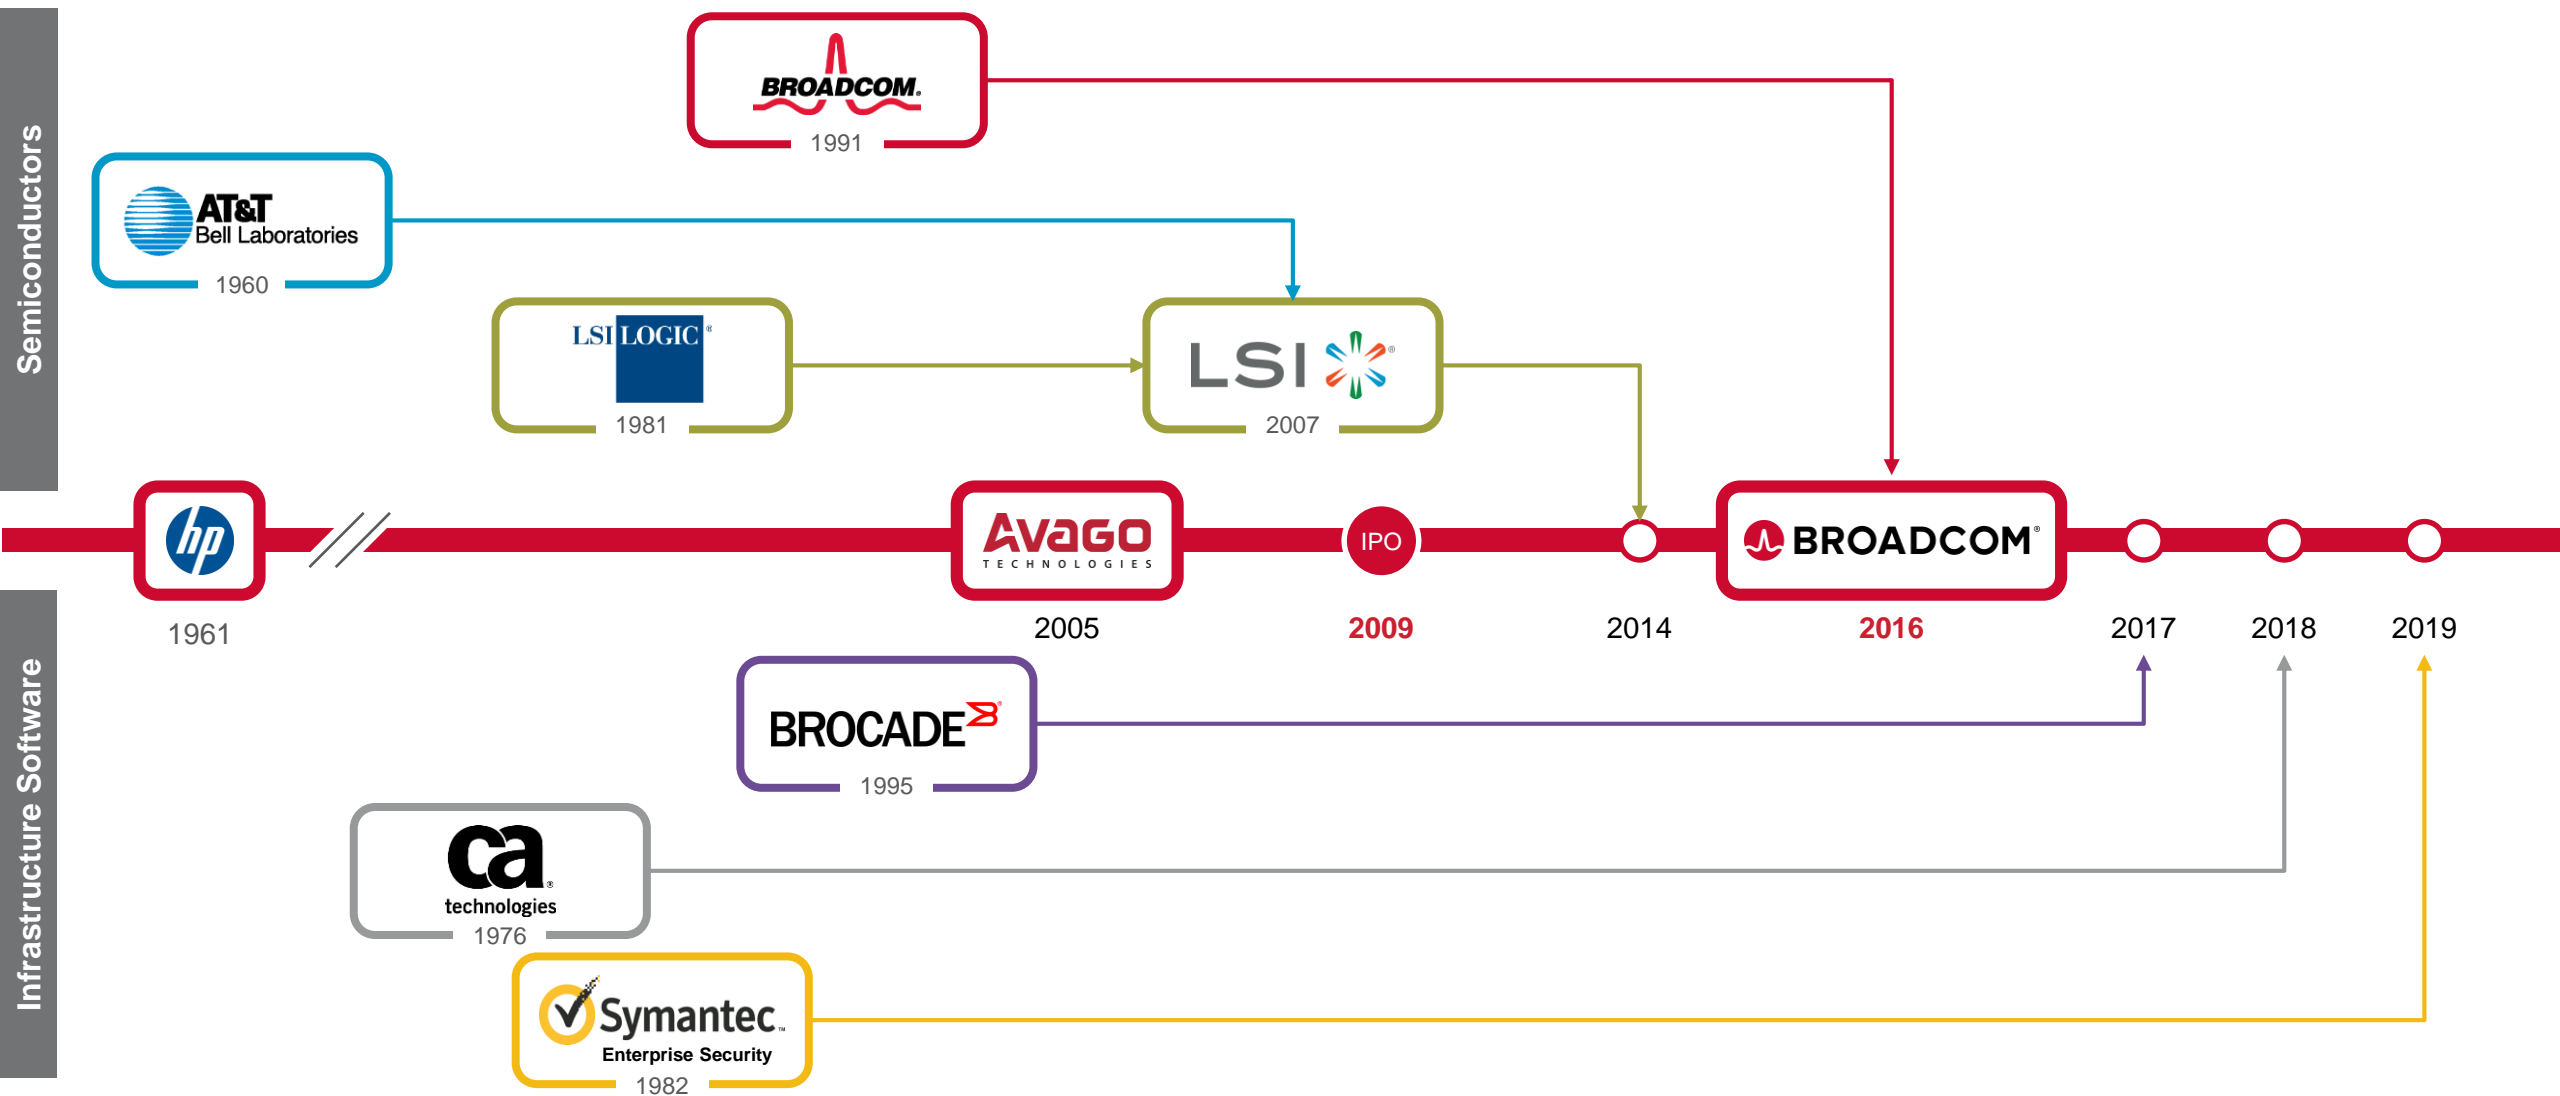 Semiconductors
BROADCOM®
1991
AT&T
Bell Laboratories
1960
LSI LOGIC®
1981
LSI®
2007
hp
1961
AVAGO
TECHNOLOGIES
2005
IPO
2009
2014
BROADCOM®
2016
2017
2018
2019
Infrastructure Software
BROCADE®
1995
ca®
technologies
1976
Symantec™
Enterprise Security
1982